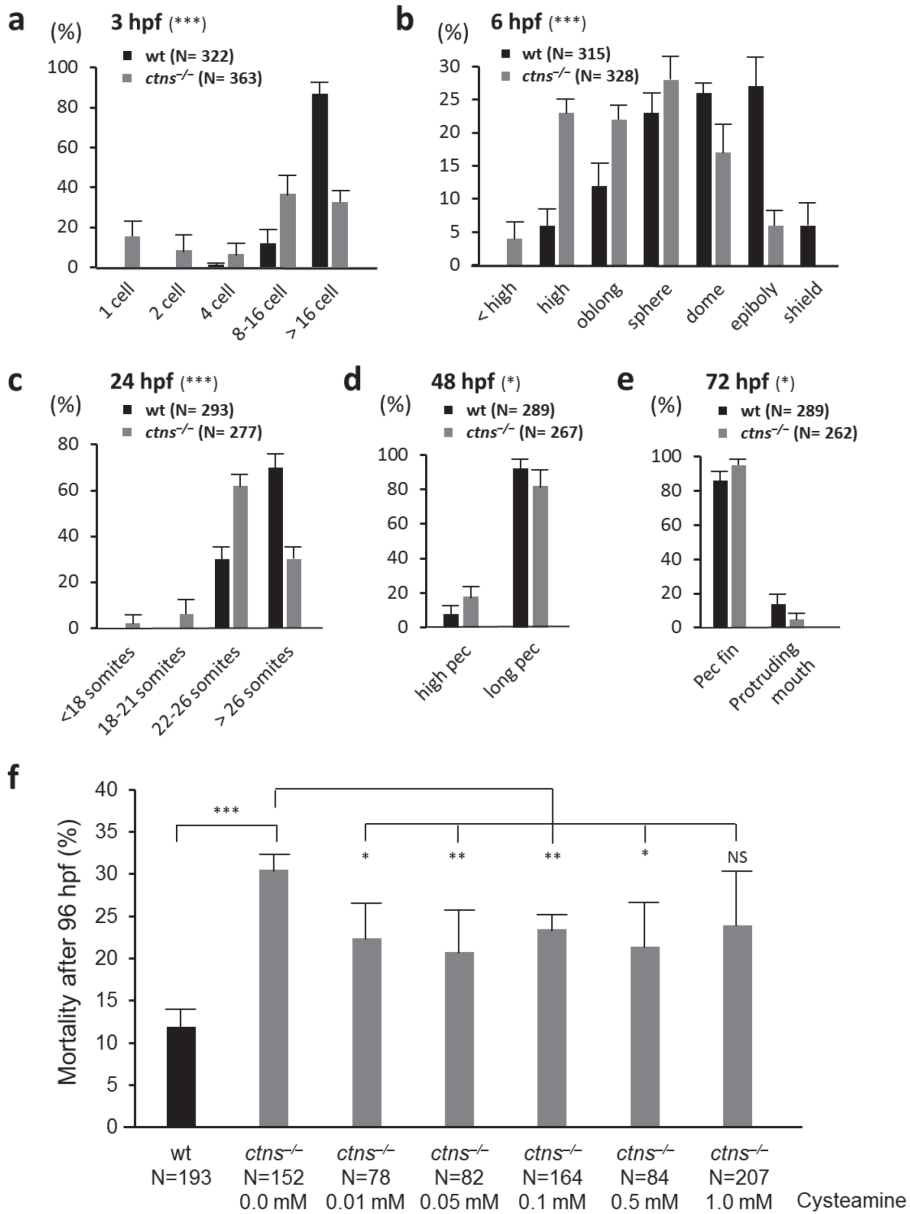 a 3 hpf (***)
(%)
wt (N= 322)
ctns–/– (N= 363)
100
80
60
40
20
0
1 cell
2 cell
4 cell
8-16 cell
> 16 cell
b 6 hpf (***)
(%)
wt (N= 315)
ctns–/– (N= 328)
30
25
20
15
10
5
0
< high
high
oblong
sphere
dome
epiboly
shield
c 24 hpf (***)
(%)
wt (N= 293)
ctns–/– (N= 277)
80
60
40
20
0
<18 somites
18-21 somites
22-26 somites
> 26 somites
d 48 hpf (*)
(%)
wt (N= 289)
ctns–/– (N= 267)
100
80
60
40
20
0
high pec
long pec
e 72 hpf (*)
(%)
wt (N= 289)
ctns–/– (N= 262)
100
80
60
40
20
0
Pec fin
Protruding
mouth
f
Mortality after 96 hpf (%)
40
35
30
25
20
15
10
5
0
***
* ** ** * NS
wt ctns–/– ctns–/– ctns–/– ctns–/– ctns–/– ctns–/–
N=193 N=152 N=78 N=82 N=164 N=84 N=207
0.0 mM 0.01 mM 0.05 mM 0.1 mM 0.5 mM 1.0 mM Cysteamine